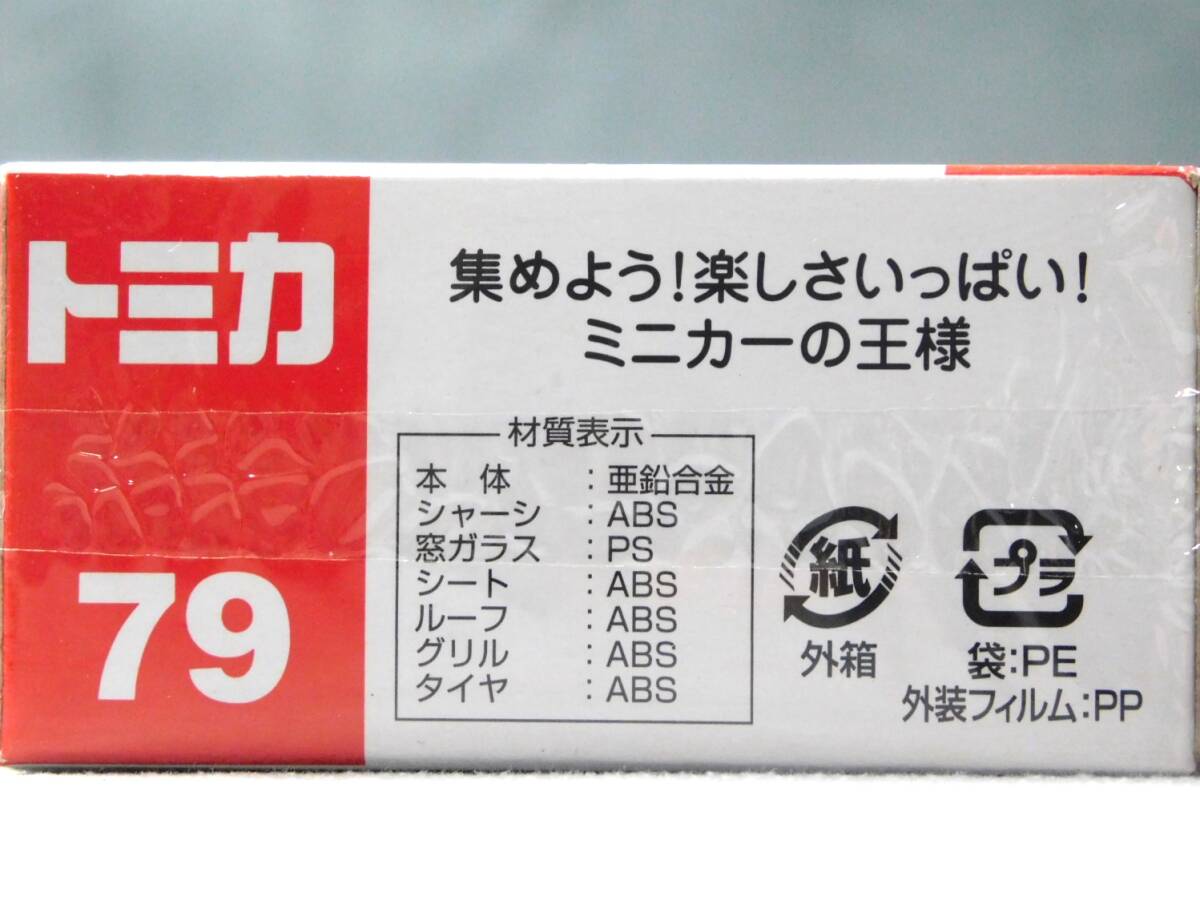 トミカ
79
集めよう!楽しさいっぱい!
ミニカーの王様
材質表示
本体:亜鉛合金
シャーシ:ABS
窓ガラス:PS
シート:ABS
ルーフ:ABS
グリル:ABS
タイヤ:ABS
紙
外箱
プラ
袋:PE
外装フィルム:PP